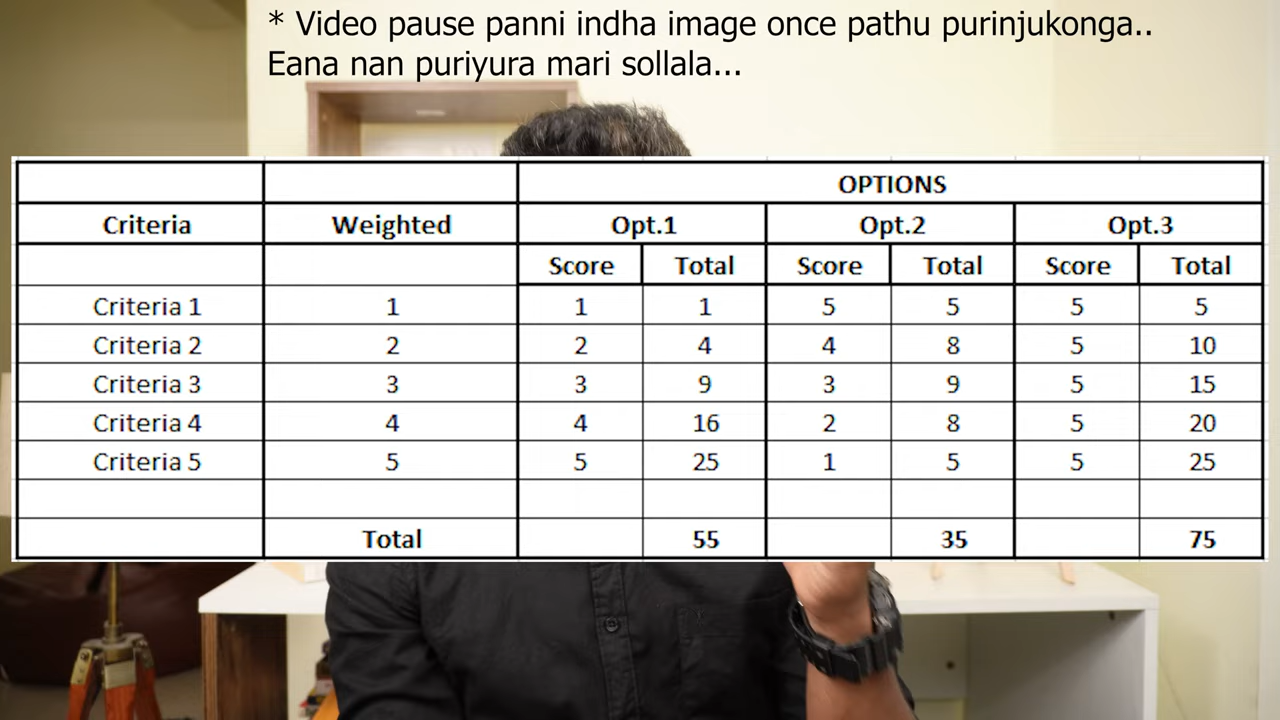 * Video pause panni indha image once pathu purinjukonga..
Eana nan puriyura mari sollala...
OPTIONS
Criteria Weighted Opt.1 Opt.2 Opt.3
Score Total Score Total Score Total
Criteria 1 1 1 1 5 5 5 5
Criteria 2 2 2 4 4 8 5 10
Criteria 3 3 3 9 3 9 5 15
Criteria 4 4 4 16 2 8 5 20
Criteria 5 5 5 25 1 5 5 25
Total 55 35 75